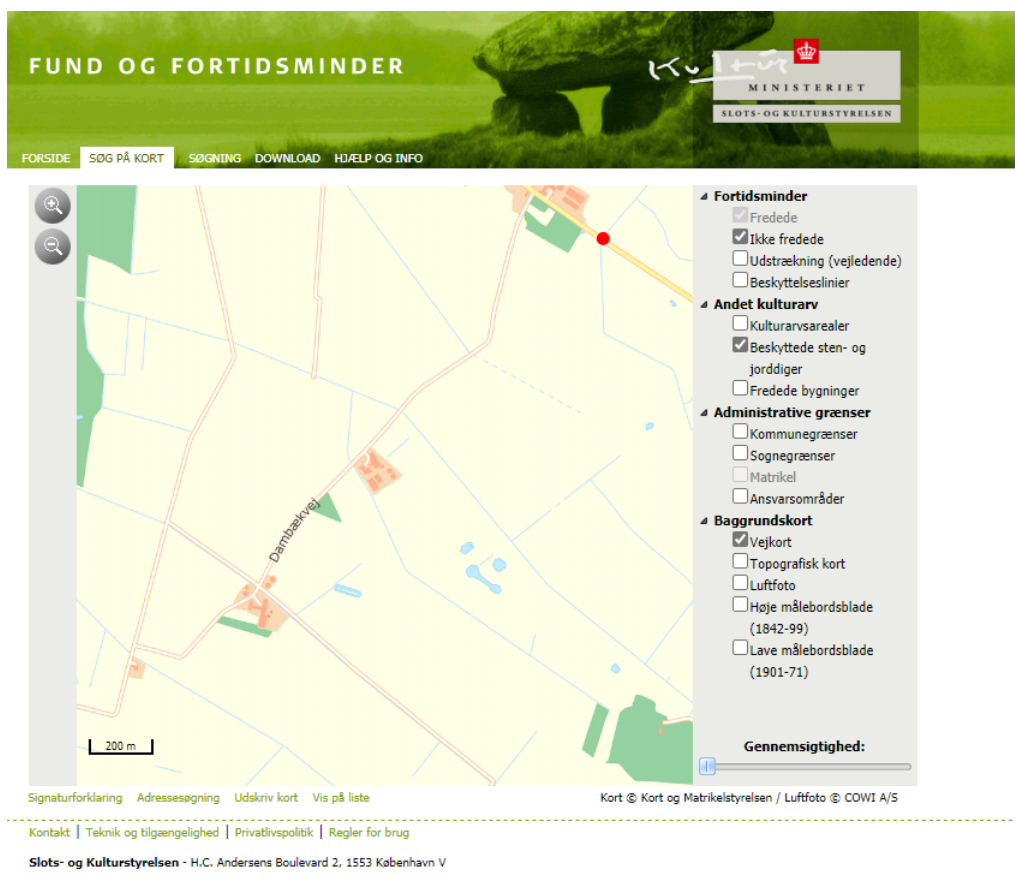 FUND OG FORTIDSMINDER
Kultur
MINISTERIET
SLOTS- OG KULTURSTYRELSEN
FORSIDE SØG PÅ KORT SØGNING DOWNLOAD HJÆLP OG INFO
Dambækvej
200 m
Fortidsminder
Fredede
Ikke fredede
Udstrækning (vejledende)
Beskyttelseslinier
Andet kulturarv
Kulturarvsarealer
Beskyttede sten- og
jorddiger
Fredede bygninger
Administrative grænser
Kommunegrænser
Sognegrænser
Matrikel
Ansvarsområder
Baggrundskort
Vejkort
Topografisk kort
Luftfoto
Høje målebordsblade
(1842-99)
Lave målebordsblade
(1901-71)
Gennemsigtighed:
Signaturforklaring Adressesøgning Udskriv kort Vis på liste
Kort © Kort og Matrikelstyrelsen / Luftfoto © COWI A/S
Kontakt | Teknik og tilgængelighed | Privatlivspolitik | Regler for brug
Slots- og Kulturstyrelsen - H.C. Andersens Boulevard 2, 1553 København V